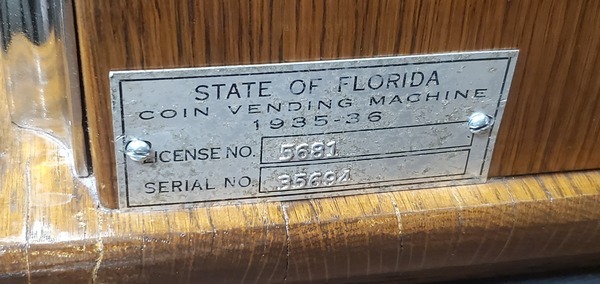 STATE OF FLORIDA
COIN VENDING MACHINE
1935-36
LICENSE NO. 5681
SERIAL NO. 35694